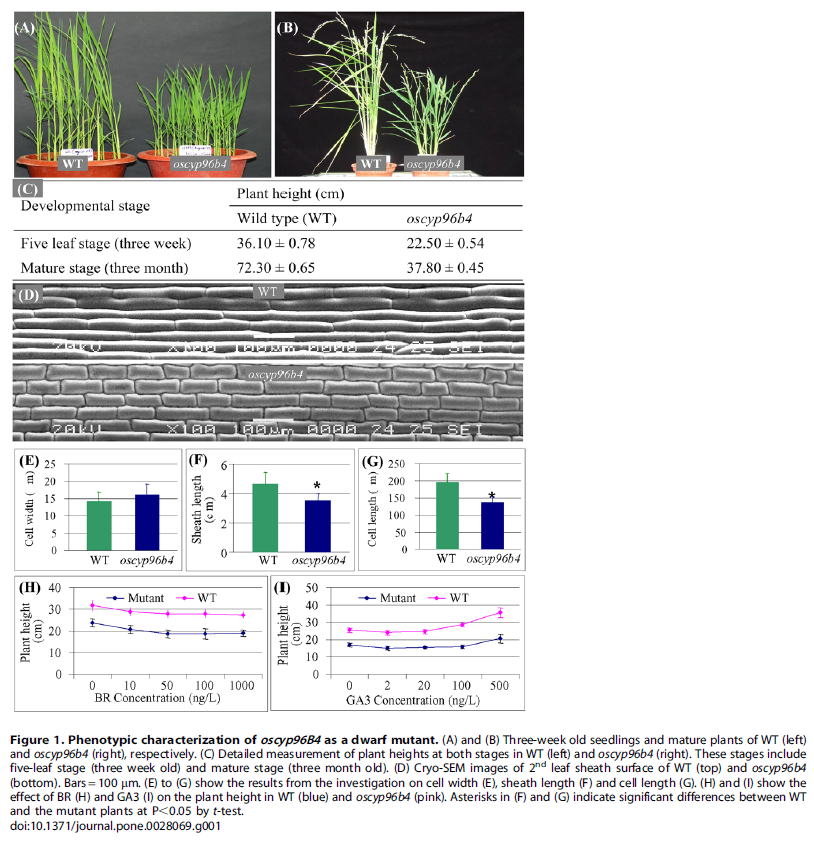 (A)
WT
oscyp96b4
(B)
WT
oscyp96b4
(C)
Developmental stage
Plant height (cm)
Wild type (WT)
oscyp96b4
Five leaf stage (three week)
36.10 ± 0.78
22.50 ± 0.54
Mature stage (three month)
72.30 ± 0.65
37.80 ± 0.45
(D)
WT
20kV X100 100μm 0000 24 25 SEI
oscyp96b4
20kV X100 100μm 0000 24 25 SEI
(E)
Cell width ( m)
25
20
15
10
5
0
WT
oscyp96b4
(F)
Sheath length
(c m)
6
4
2
0
*
WT
oscyp96b4
(G)
Cell length ( m)
250
200
150
100
50
0
*
WT
oscyp96b4
(H)
Mutant
WT
Plant height
(cm)
40
30
20
10
0
0 10 50 100 1000
BR Concentration (ng/L)
(I)
Mutant
WT
Plant height
(cm)
50
40
30
20
10
0
0 2 20 100 500
GA3 Concentration (ng/L)
Figure 1. Phenotypic characterization of oscyp96B4 as a dwarf mutant. (A) and (B) Three-week old seedlings and mature plants of WT (left)
and oscyp96b4 (right), respectively. (C) Detailed measurement of plant heights at both stages in WT (left) and oscyp96b4 (right). These stages include
five-leaf stage (three week old) and mature stage (three month old). (D) Cryo-SEM images of 2nd leaf sheath surface of WT (top) and oscyp96b4
(bottom). Bars = 100 μm. (E) to (G) show the results from the investigation on cell width (E), sheath length (F) and cell length (G). (H) and (I) show the
effect of BR (H) and GA3 (I) on the plant height in WT (blue) and oscyp96b4 (pink). Asterisks in (F) and (G) indicate significant differences between WT
and the mutant plants at P<0.05 by t-test.
doi:10.1371/journal.pone.0028069.g001